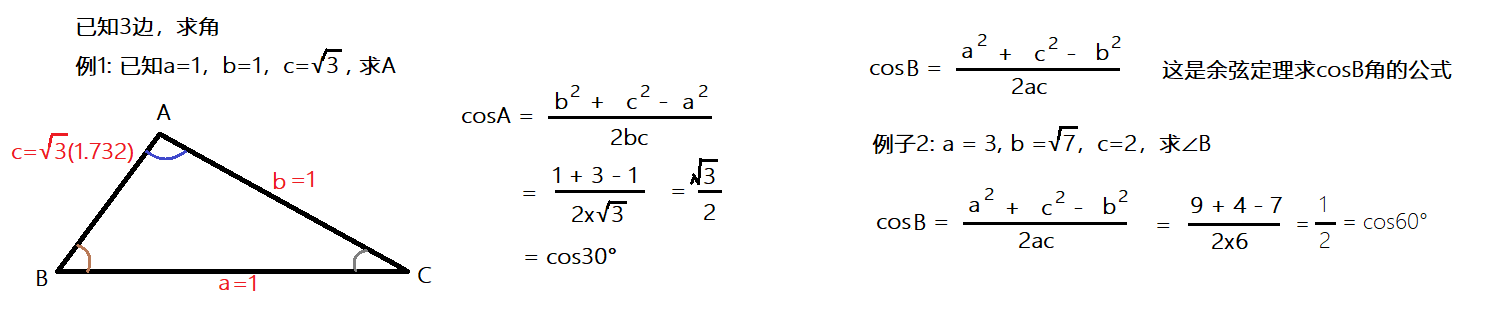 已知3边，求角
例1: 已知a=1，b=1，c=√3 , 求A
A
c=√3(1.732)
b =1
B
a=1
C
cosA = (b² + c² - a²) / 2bc
= (1 + 3 - 1) / 2x√3 = √3 / 2
= cos30°
cosB = (a² + c² - b²) / 2ac 这是余弦定理求cosB角的公式
例子2: a = 3, b =√7，c=2，求∠B
cosB = (a² + c² - b²) / 2ac = (9 + 4 - 7) / 2x6 = 1 / 2 = cos60°